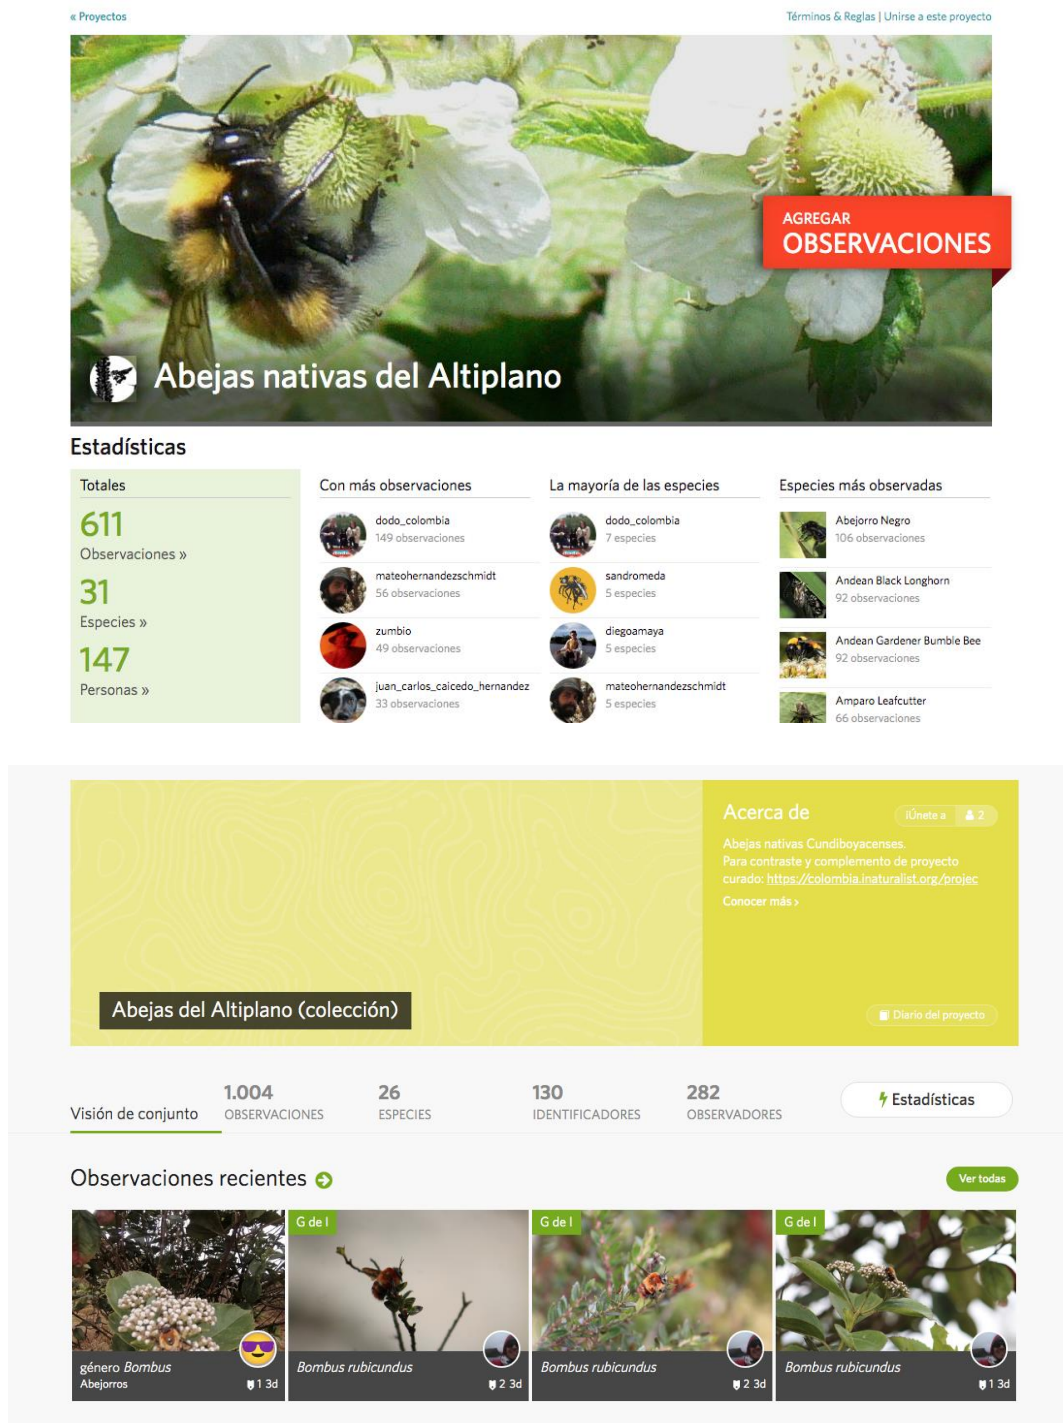 « Proyectos
Términos & Reglas | Unirse a este proyecto
AGREGAR
OBSERVACIONES
Abejas nativas del Altiplano
Estadísticas
Totales
611
Observaciones »
31
Especies »
147
Personas »
Con más observaciones
dodo_colombia
149 observaciones
mateohernandezschmidt
56 observaciones
zumbio
49 observaciones
juan_carlos_caicedo_hernandez
33 observaciones
La mayoría de las especies
dodo_colombia
7 especies
sandromeda
5 especies
diegoamaya
5 especies
mateohernandezschmidt
5 especies
Especies más observadas
Abejorro Negro
106 observaciones
Andean Black Longhorn
92 observaciones
Andean Gardener Bumble Bee
92 observaciones
Amparo Leafcutter
66 observaciones
Abejas del Altiplano (colección)
Acerca de
¡Únete a 2
Abejas nativas Cundiboyacenses.
Para contraste y complemento de proyecto
curado: https://colombia.inaturalist.org/projec
Conocer más ›
Diario del proyecto
Visión de conjunto
1.004
OBSERVACIONES
26
ESPECIES
130
IDENTIFICADORES
282
OBSERVADORES
Estadísticas
Observaciones recientes
Ver todas
género Bombus
Abejorros
1 3d
G de I
Bombus rubicundus
2 3d
G de I
Bombus rubicundus
2 3d
G de I
Bombus rubicundus
1 3d